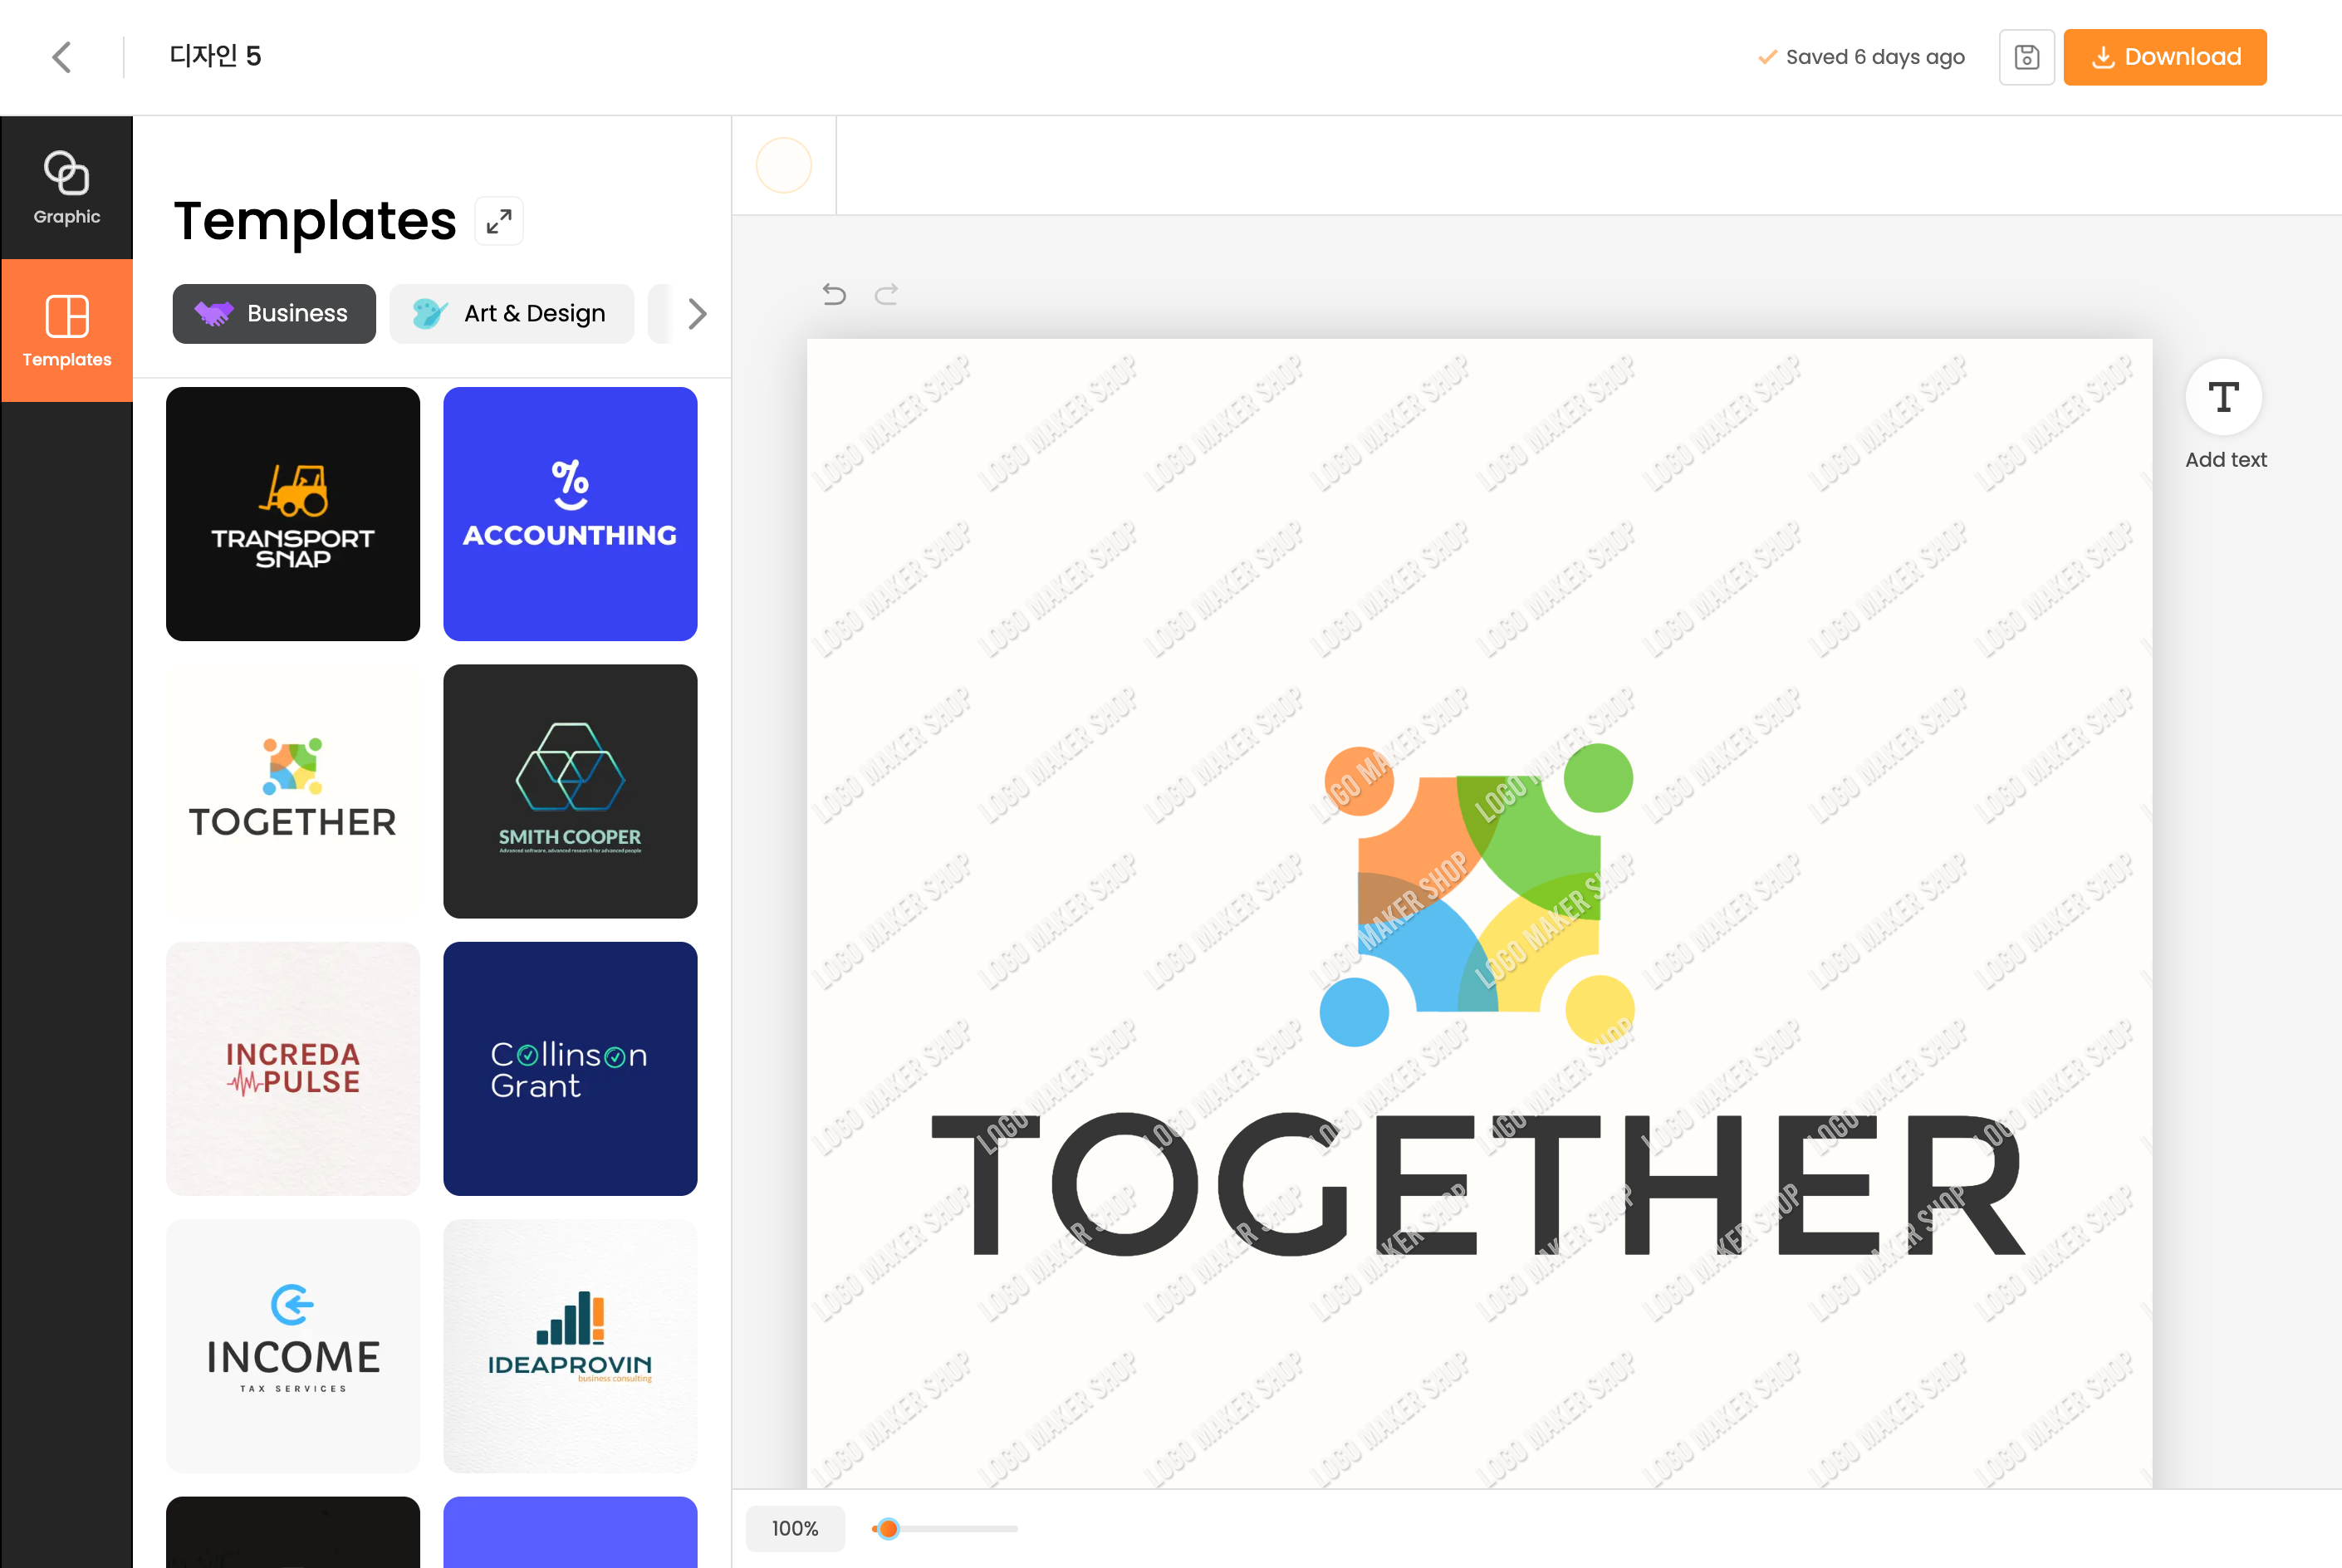 디자인 5
Saved 6 days ago
Download
Graphic
Templates
Templates
Business
Art & Design
TRANSPORT
SNAP
ACCOUNTHING
TOGETHER
SMITH COOPER
Advanced software, advanced research for advanced people
INCREDA
PULSE
Collinson
Grant
INCOME
TAX SERVICES
IDEAPROVIN
business consulting
LOGO MAKER SHOP
TOGETHER
T
Add text
100%